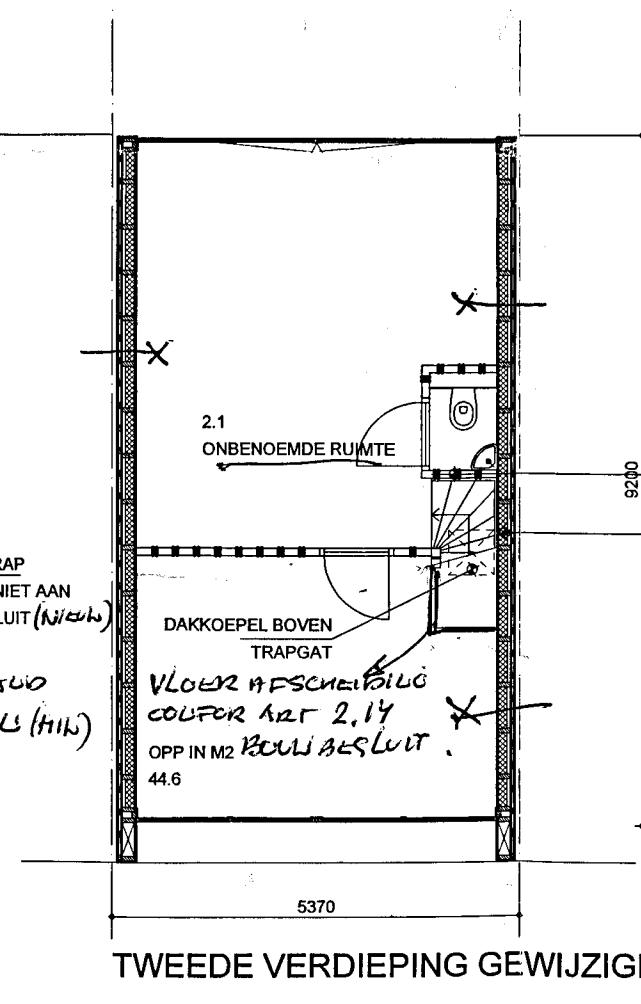 2.1
ONBENOEMDE RUIMTE
9200
RAP
NIET AAN
LUIT (NIEUW)
DAKKOEPEL BOVEN
TRAPGAT
VLOER AFSCHEIDING
CONFOR ART 2.14
OPP IN M2 BOUWBESLUIT.
44.6
5370
TWEEDE VERDIEPING GEWIJZIG